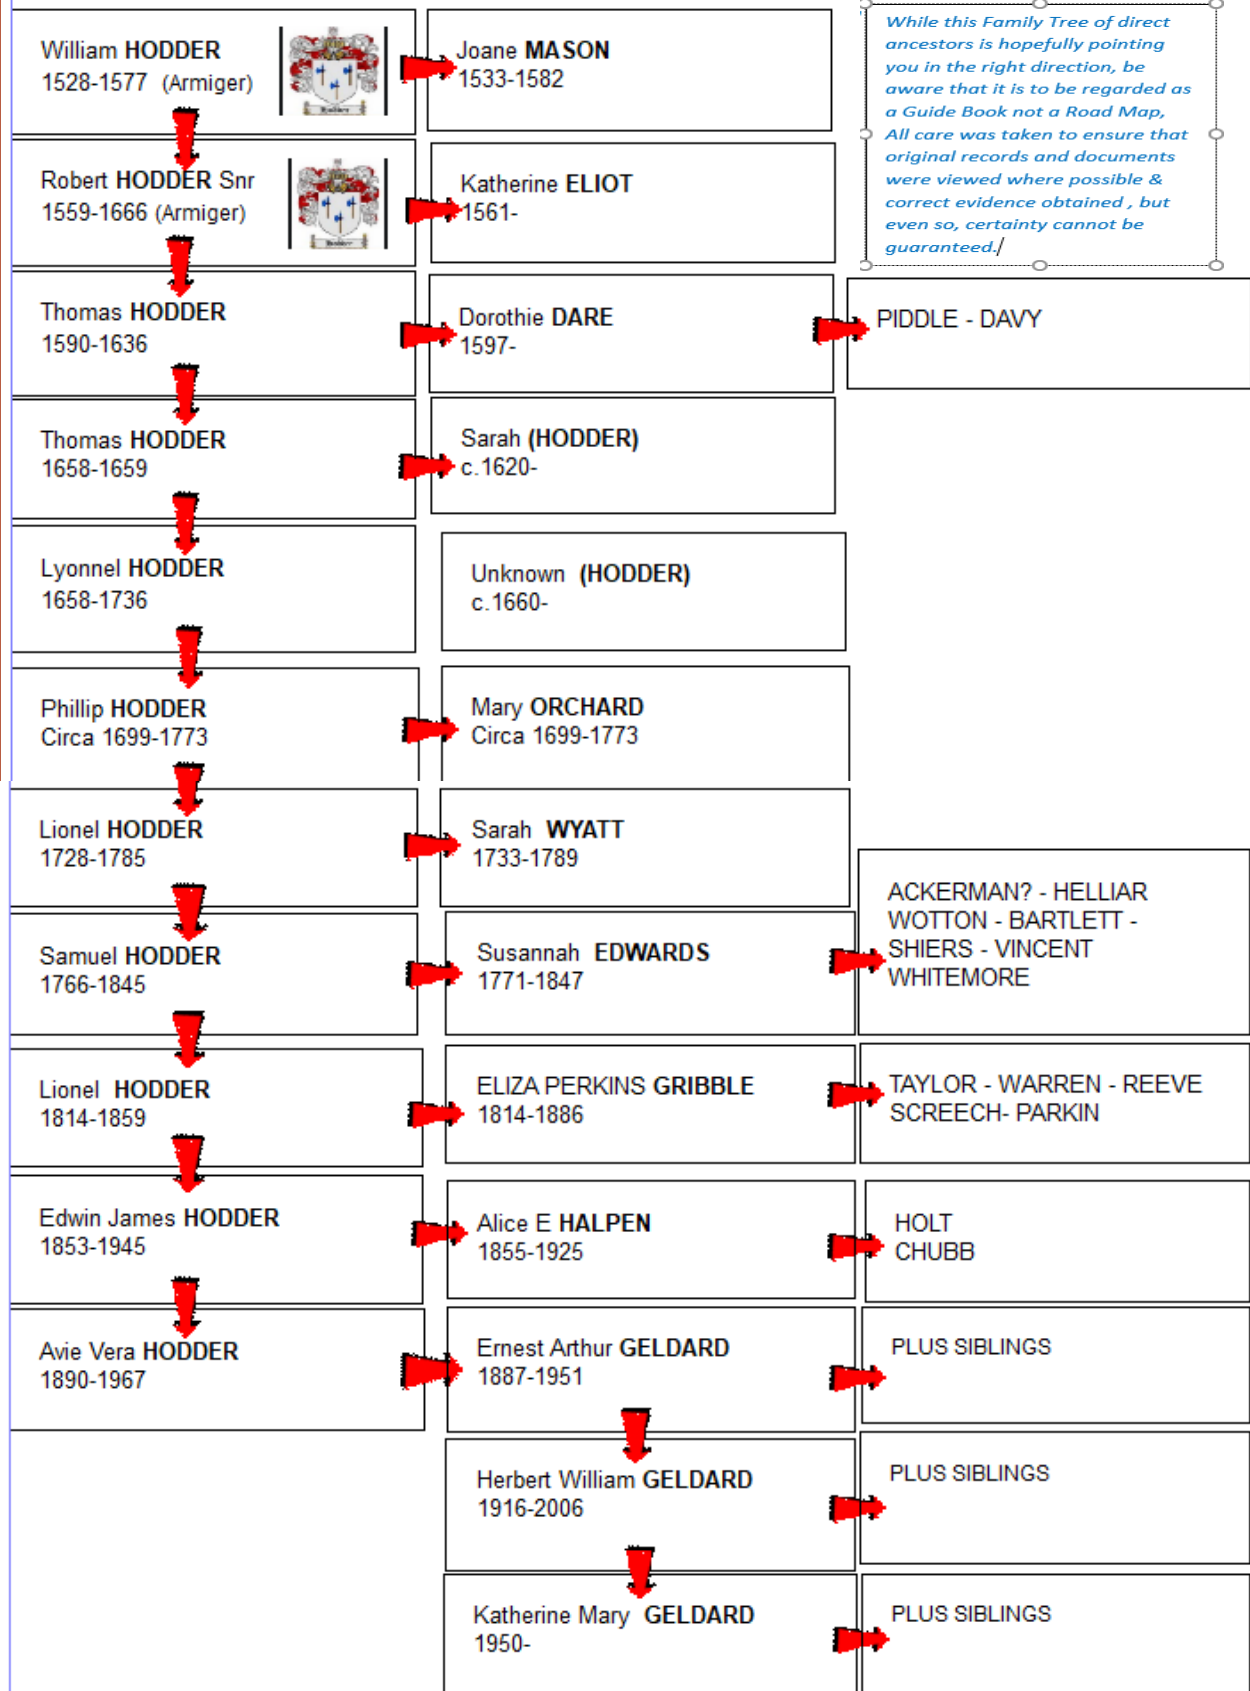 William HODDER
1528-1577 (Armiger)
Joane MASON
1533-1582
While this Family Tree of direct
ancestors is hopefully pointing
you in the right direction, be
aware that it is to be regarded as
a Guide Book not a Road Map,
All care was taken to ensure that
original records and documents
were viewed where possible &
correct evidence obtained , but
even so, certainty cannot be
guaranteed.
Robert HODDER Snr
1559-1666 (Armiger)
Katherine ELIOT
1561-
Thomas HODDER
1590-1636
Dorothie DARE
1597-
PIDDLE - DAVY
Thomas HODDER
1658-1659
Sarah (HODDER)
c.1620-
Lyonnel HODDER
1658-1736
Unknown (HODDER)
c.1660-
Phillip HODDER
Circa 1699-1773
Mary ORCHARD
Circa 1699-1773
Lionel HODDER
1728-1785
Sarah WYATT
1733-1789
Samuel HODDER
1766-1845
Susannah EDWARDS
1771-1847
ACKERMAN? - HELLIAR
WOTTON - BARTLETT -
SHIERS - VINCENT
WHITEMORE
Lionel HODDER
1814-1859
ELIZA PERKINS GRIBBLE
1814-1886
TAYLOR - WARREN - REEVE
SCREECH- PARKIN
Edwin James HODDER
1853-1945
Alice E HALPEN
1855-1925
HOLT
CHUBB
Avie Vera HODDER
1890-1967
Ernest Arthur GELDARD
1887-1951
PLUS SIBLINGS
Herbert William GELDARD
1916-2006
PLUS SIBLINGS
Katherine Mary GELDARD
1950-
PLUS SIBLINGS